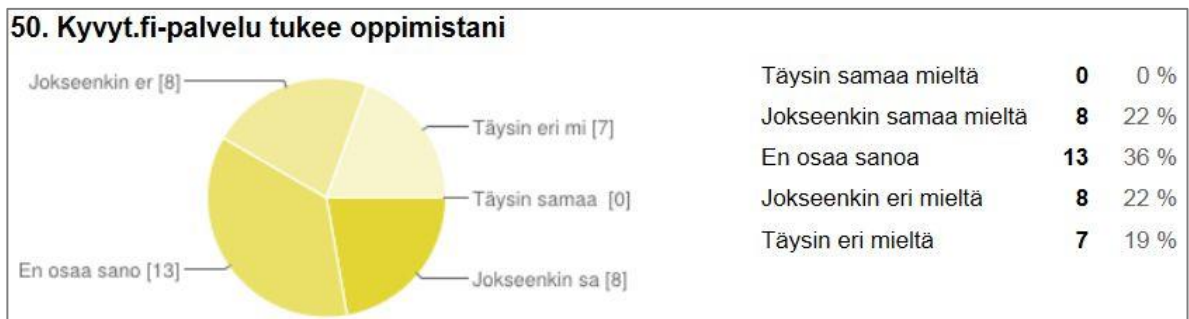 50. Kyvyt.fi-palvelu tukee oppimistani
Jokseenkin er [8]
Täysin eri mi [7]
Täysin samaa [0]
En osaa sano [13]
Jokseenkin sa [8]
Täysin samaa mieltä 0 0 %
Jokseenkin samaa mieltä 8 22 %
En osaa sanoa 13 36 %
Jokseenkin eri mieltä 8 22 %
Täysin eri mieltä 7 19 %